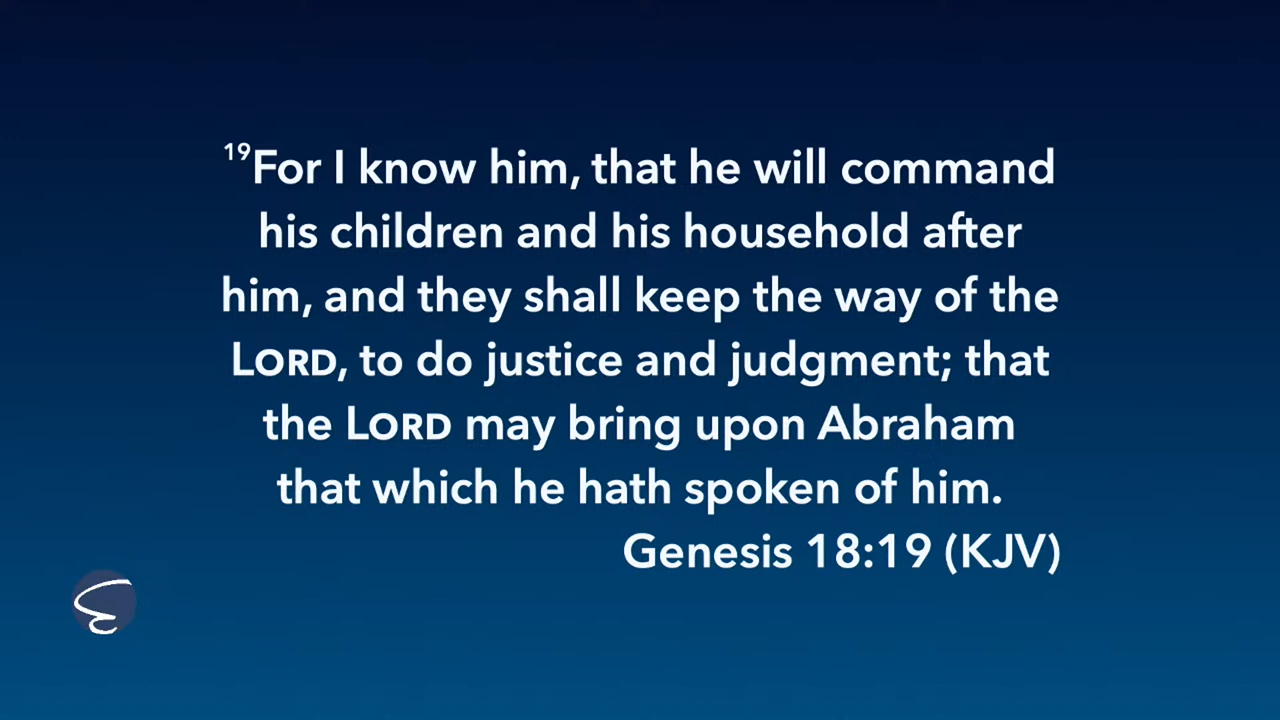 19For I know him, that he will command
his children and his household after
him, and they shall keep the way of the
LORD, to do justice and judgment; that
the LORD may bring upon Abraham
that which he hath spoken of him.
Genesis 18:19 (KJV)